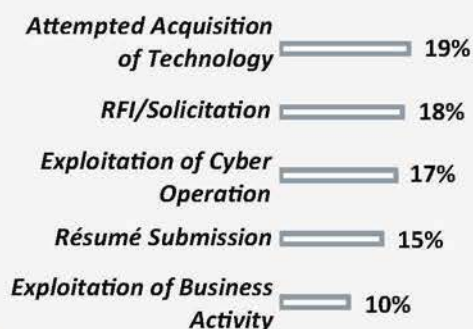 Attempted Acquisition
of Technology
19%
RFI/Solicitation
18%
Exploitation of Cyber
Operation
17%
Résumé Submission
15%
Exploitation of Business
Activity
10%